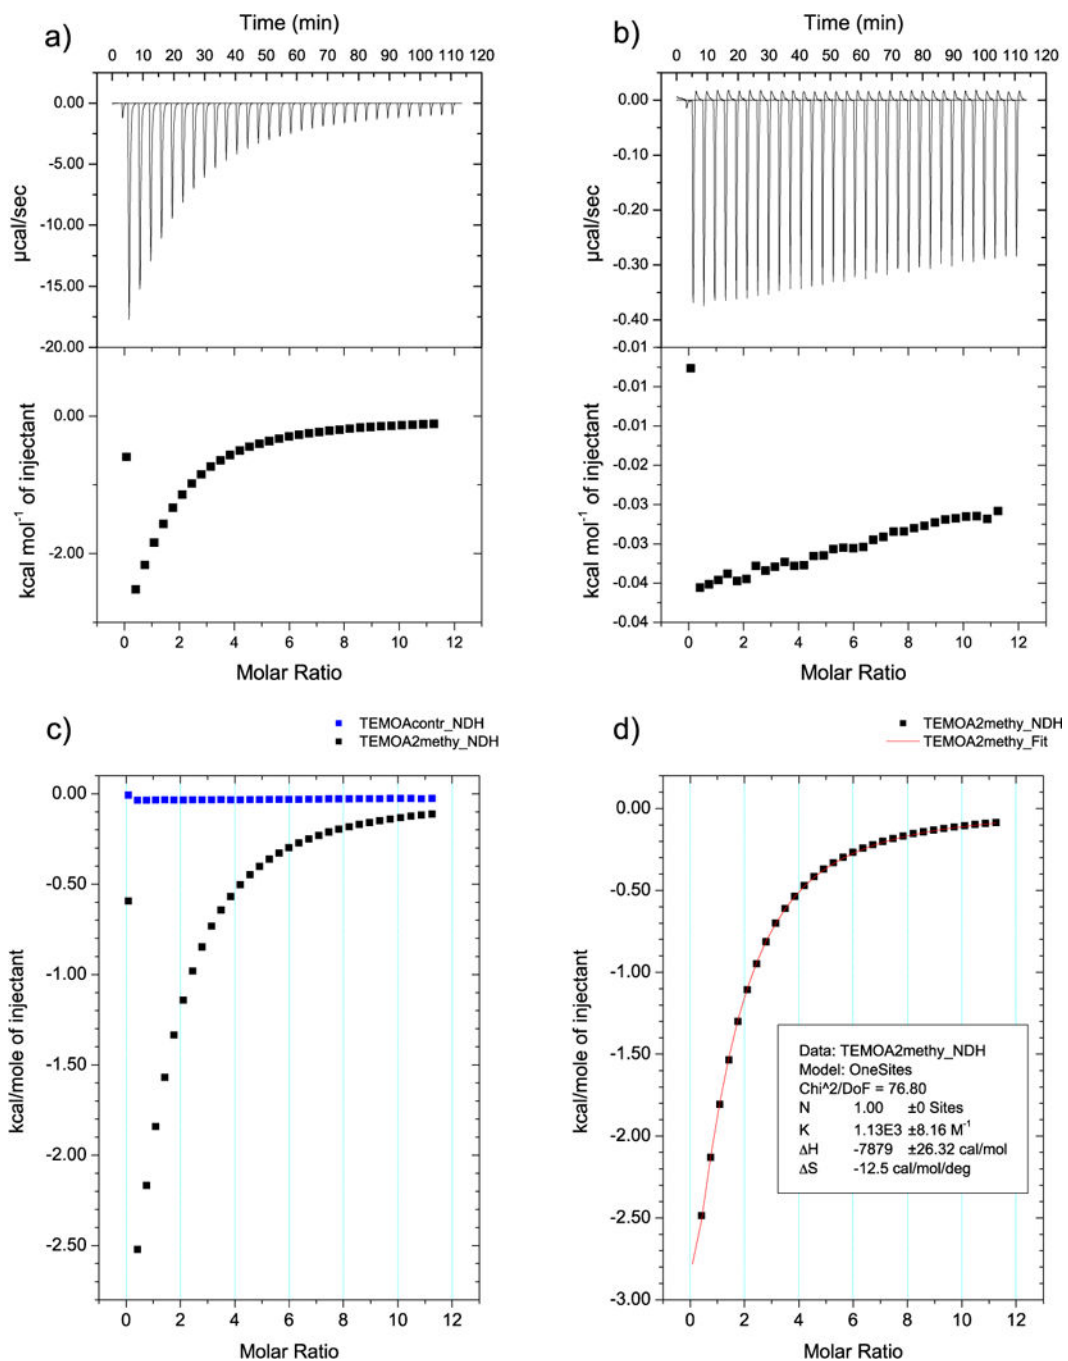 a)
Time (min)
0 10 20 30 40 50 60 70 80 90 100 110 120
0.00
-5.00
-10.00
-15.00
-20.00
µcal/sec
0.00
-2.00
kcal mol⁻¹ of injectant
0 2 4 6 8 10 12
Molar Ratio
b)
Time (min)
0 10 20 30 40 50 60 70 80 90 100 110 120
0.00
-0.10
-0.20
-0.30
-0.40
µcal/sec
-0.01
-0.01
-0.01
-0.02
-0.03
-0.03
-0.04
-0.04
kcal mol⁻¹ of injectant
0 2 4 6 8 10 12
Molar Ratio
c)
TEMOAcontr_NDH
TEMOA2methy_NDH
0.00
-0.50
-1.00
-1.50
-2.00
-2.50
kcal/mole of injectant
0 2 4 6 8 10 12
Molar Ratio
d)
TEMOA2methy_NDH
TEMOA2methy_Fit
0.00
-0.50
-1.00
-1.50
-2.00
-2.50
-3.00
kcal/mole of injectant
Data: TEMOA2methy_NDH
Model: OneSites
Chi^2/DoF = 76.80
N 1.00 ±0 Sites
K 1.13E3 ±8.16 M⁻¹
ΔH -7879 ±26.32 cal/mol
ΔS -12.5 cal/mol/deg
0 2 4 6 8 10 12
Molar Ratio